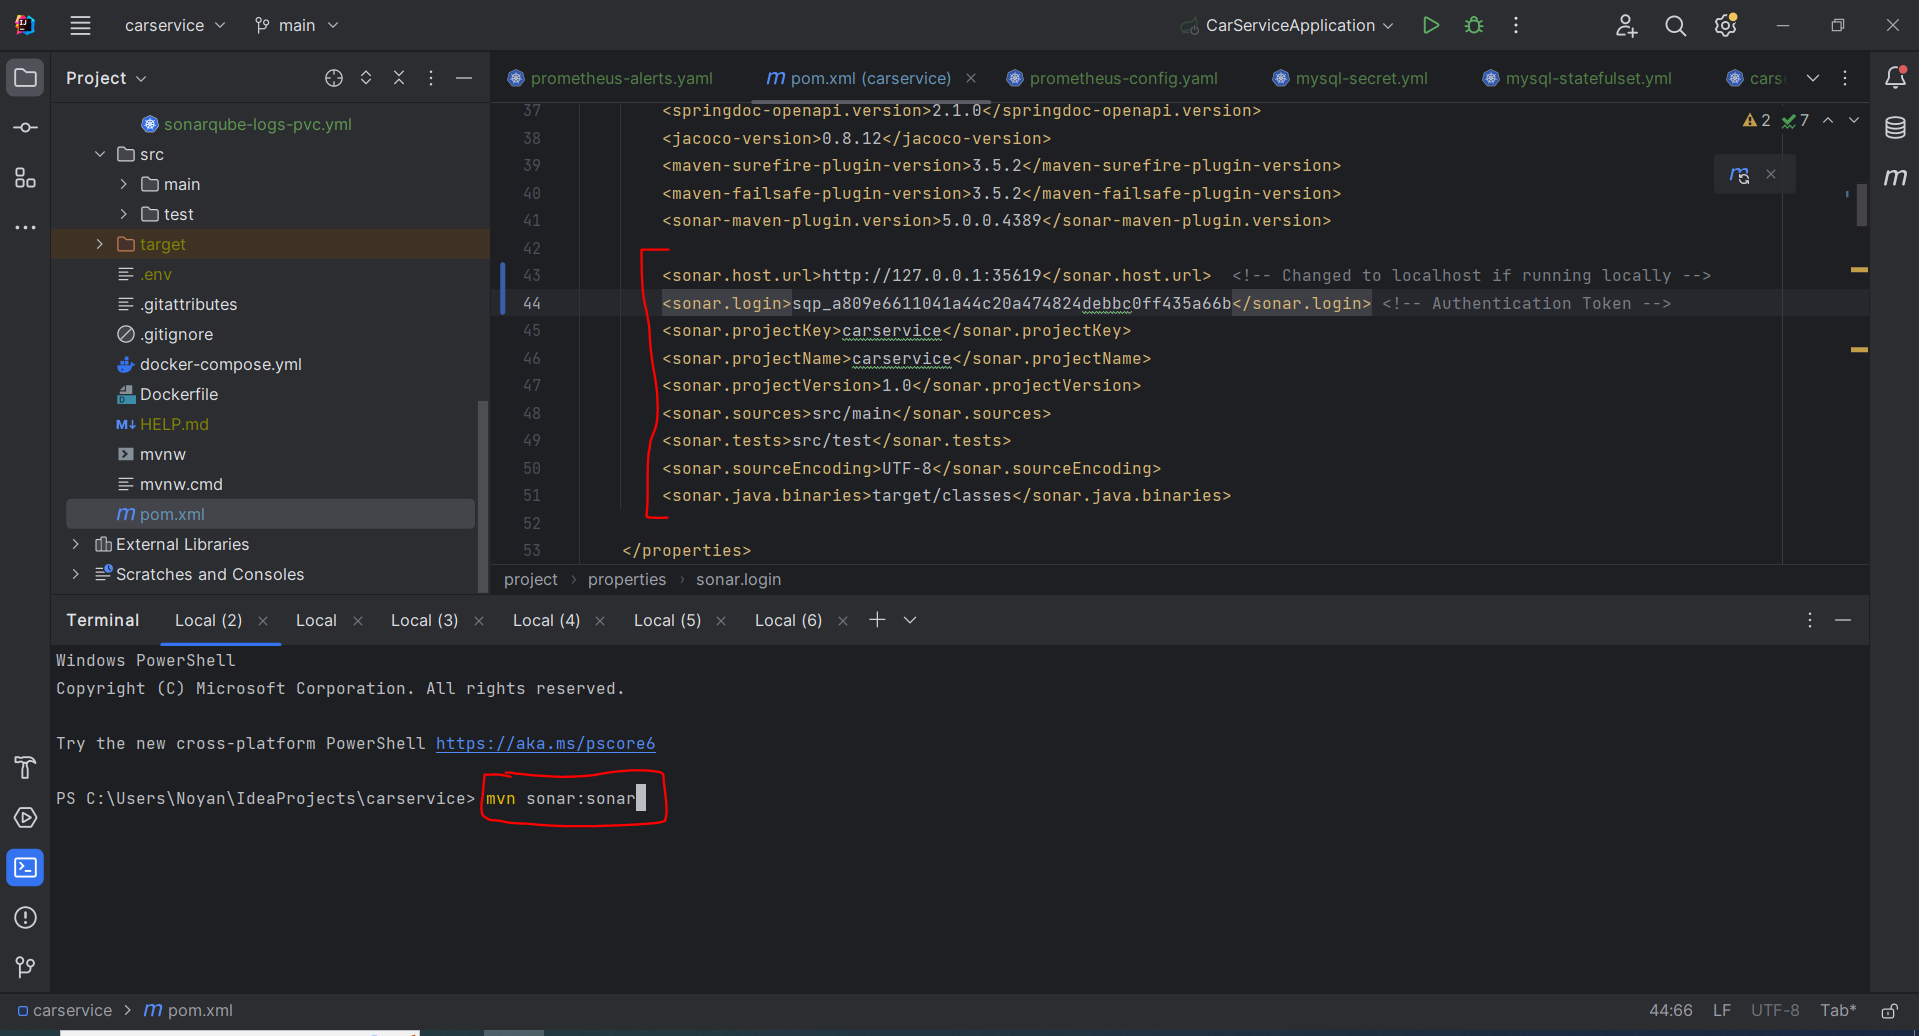 carservice
main
CarServiceApplication
Project
prometheus-alerts.yaml
pom.xml (carservice)
prometheus-config.yaml
mysql-secret.yml
mysql-statefulset.yml
cars
sonarqube-logs-pvc.yml
src
main
test
target
.env
.gitattributes
.gitignore
docker-compose.yml
Dockerfile
HELP.md
mvnw
mvnw.cmd
pom.xml
External Libraries
Scratches and Consoles
2 7
37 <springdoc-openapi.version>2.1.0</springdoc-openapi.version>
38 <jacoco-version>0.8.12</jacoco-version>
39 <maven-surefire-plugin-version>3.5.2</maven-surefire-plugin-version>
40 <maven-failsafe-plugin-version>3.5.2</maven-failsafe-plugin-version>
41 <sonar-maven-plugin.version>5.0.0.4389</sonar-maven-plugin.version>
42
43 <sonar.host.url>http://127.0.0.1:35619</sonar.host.url> <!-- Changed to localhost if running locally -->
44 <sonar.login>sqp_a809e6611041a44c20a474824debbc0ff435a66b</sonar.login> <!-- Authentication Token -->
45 <sonar.projectKey>carservice</sonar.projectKey>
46 <sonar.projectName>carservice</sonar.projectName>
47 <sonar.projectVersion>1.0</sonar.projectVersion>
48 <sonar.sources>src/main</sonar.sources>
49 <sonar.tests>src/test</sonar.tests>
50 <sonar.sourceEncoding>UTF-8</sonar.sourceEncoding>
51 <sonar.java.binaries>target/classes</sonar.java.binaries>
52
53 </properties>
project › properties › sonar.login
Terminal
Local (2)
Local
Local (3)
Local (4)
Local (5)
Local (6)
Windows PowerShell
Copyright (C) Microsoft Corporation. All rights reserved.
Try the new cross-platform PowerShell https://aka.ms/pscore6
PS C:\Users\Noyan\IdeaProjects\carservice> mvn sonar:sonar
carservice > m pom.xml
44:66 LF UTF-8 Tab*